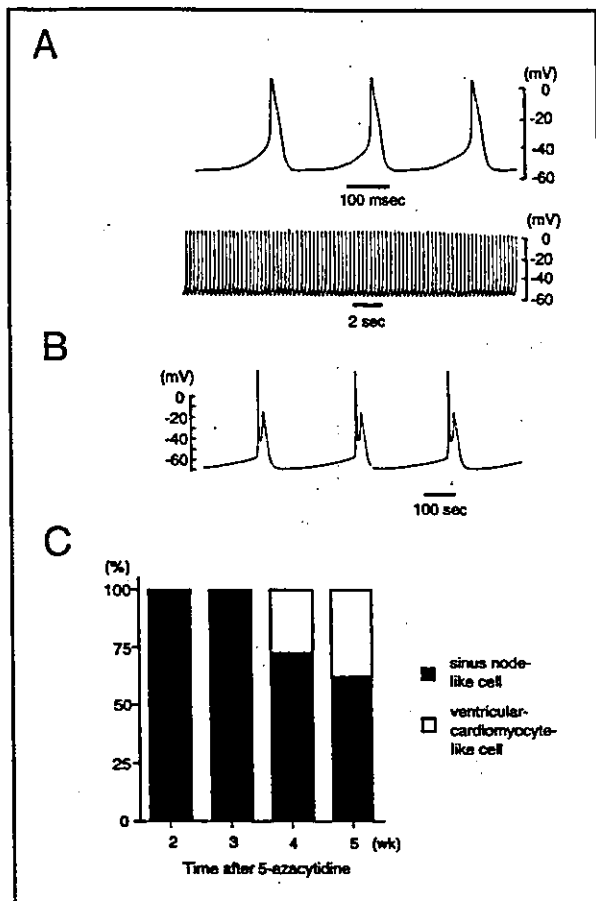 A
(mV)
0
-20
-40
-60
100 msec
(mV)
0
-20
-40
-60
2 sec
B
(mV)
0
-20
-40
-60
100 sec
C
(%)
100
75
50
25
0
2 3 4 5 (wk)
Time after 5-azacytidine
sinus node-
like cell
ventricular-
cardiomyocyte-
like cell